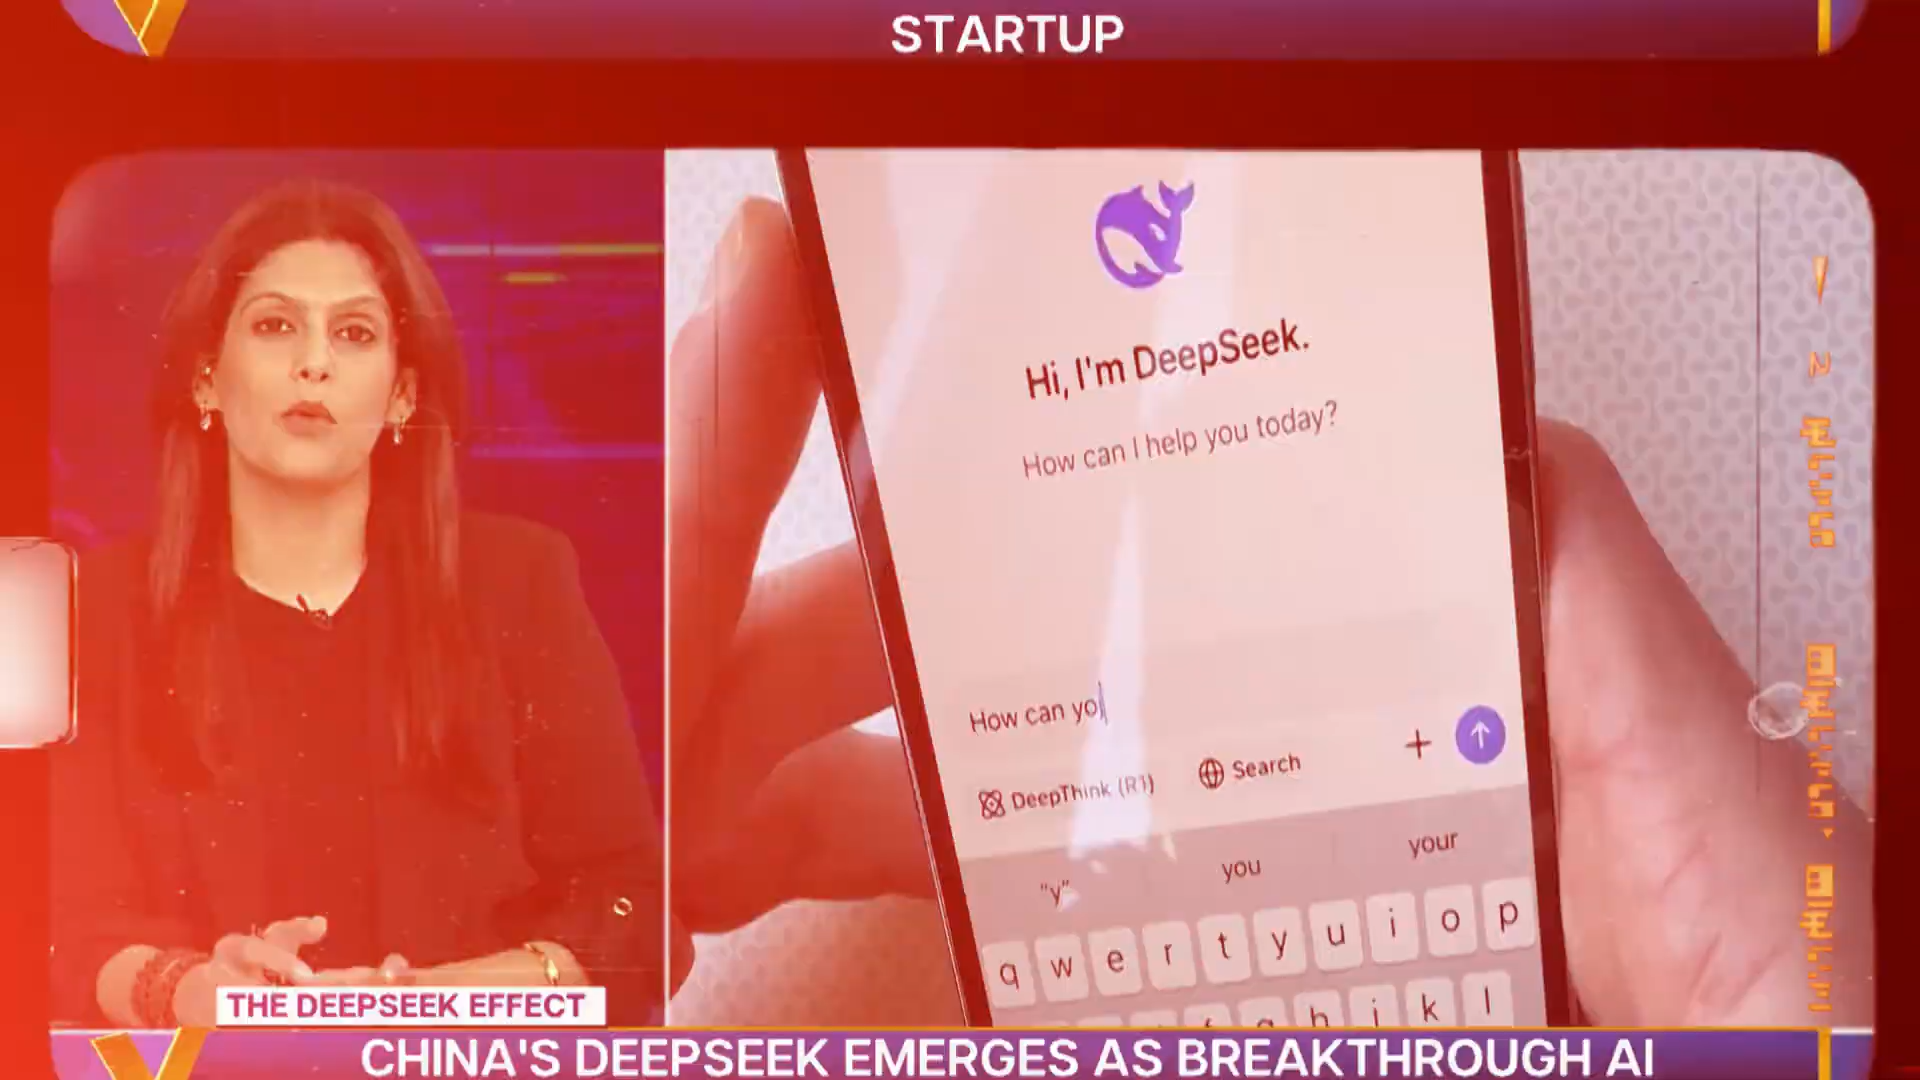 STARTUP
Hi, I'm DeepSeek.
How can I help you today?
How can yo
DeepThink (R1)
Search
"y"
you
your
q w e r t y u i o p
h j k l
THE DEEPSEEK EFFECT
CHINA'S DEEPSEEK EMERGES AS BREAKTHROUGH AI